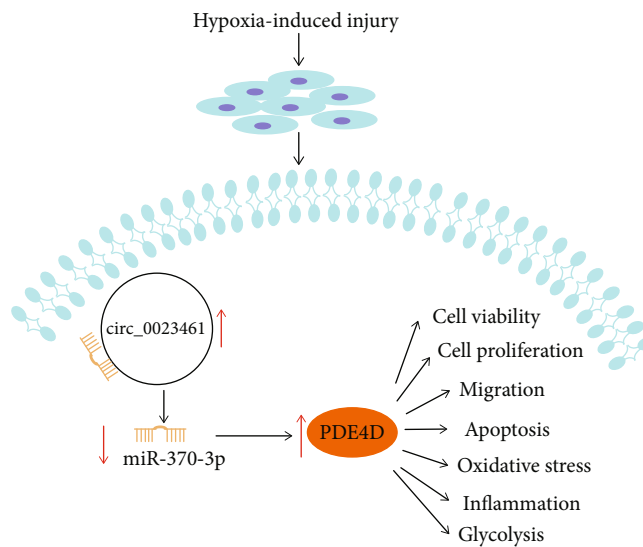 Hypoxia-induced injury
circ_0023461
miR-370-3p
PDE4D
Cell viability
Cell proliferation
Migration
Apoptosis
Oxidative stress
Inflammation
Glycolysis